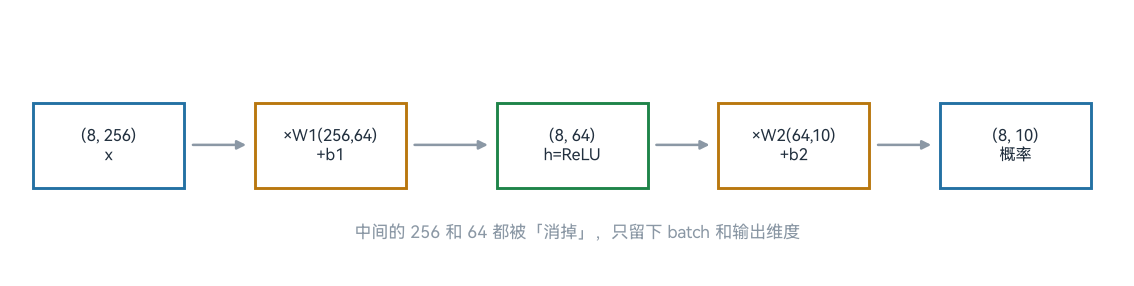 (8, 256)
x
×W1(256,64)
+b1
(8, 64)
h=ReLU
×W2(64,10)
+b2
(8, 10)
概率
中间的 256 和 64 都被「消掉」，只留下 batch 和输出维度